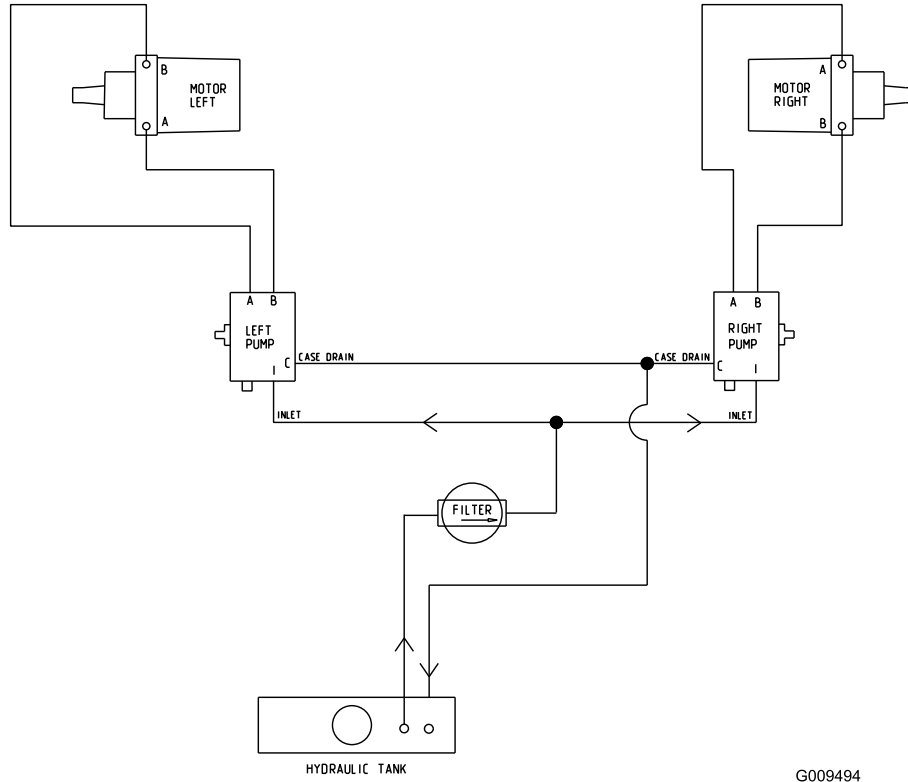 B
MOTOR
LEFT
A
A
MOTOR
RIGHT
B
A B
LEFT
PUMP
C
I
CASE DRAIN
INLET
A B
RIGHT
PUMP
C
I
CASE DRAIN
INLET
FILTER
HYDRAULIC TANK
G009494